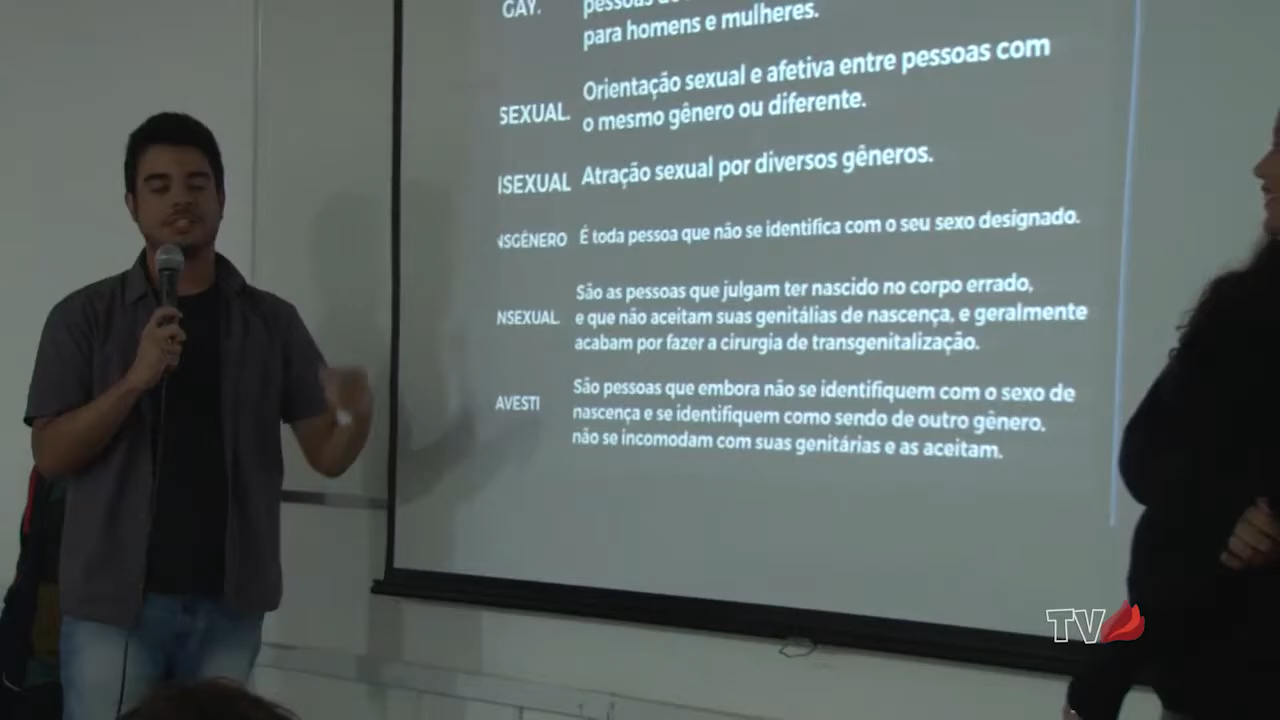 GAY.
para homens e mulheres.
Orientação sexual e afetiva entre pessoas com
SEXUAL. o mesmo gênero ou diferente.
ISEXUAL Atração sexual por diversos gêneros.
NSGÊNERO É toda pessoa que não se identifica com o seu sexo designado.
São as pessoas que julgam ter nascido no corpo errado,
NSEXUAL e que não aceitam suas genitálias de nascença, e geralmente
acabam por fazer a cirurgia de transgenitalização.
São pessoas que embora não se identifiquem com o sexo de
AVESTI nascença e se identifiquem como sendo de outro gênero,
não se incomodam com suas genitárias e as aceitam.
TV